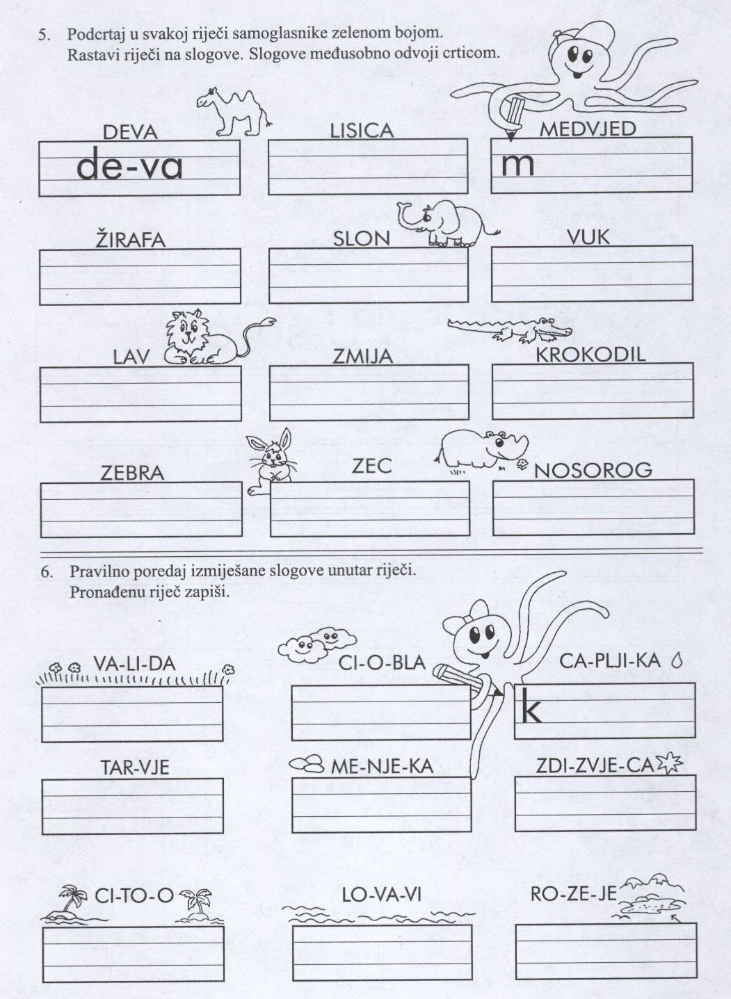 5. Podcrtaj u svakoj riječi samoglasnike zelenom bojom.
Rastavi riječi na slogove. Slogove međusobno odvoji crticom.
DEVA LISICA MEDVJED
de-va m
ŽIRAFA SLON VUK
LAV ZMIJA KROKODIL
ZEBRA ZEC NOSOROG
6. Pravilno poredaj izmiješane slogove unutar riječi.
Pronađenu riječ zapiši.
VA-LI-DA CI-O-BLA CA-PLJI-KA
k
TAR-VJE ME-NJE-KA ZDI-ZVJE-CA
CI-TO-O LO-VA-VI RO-ZE-JE